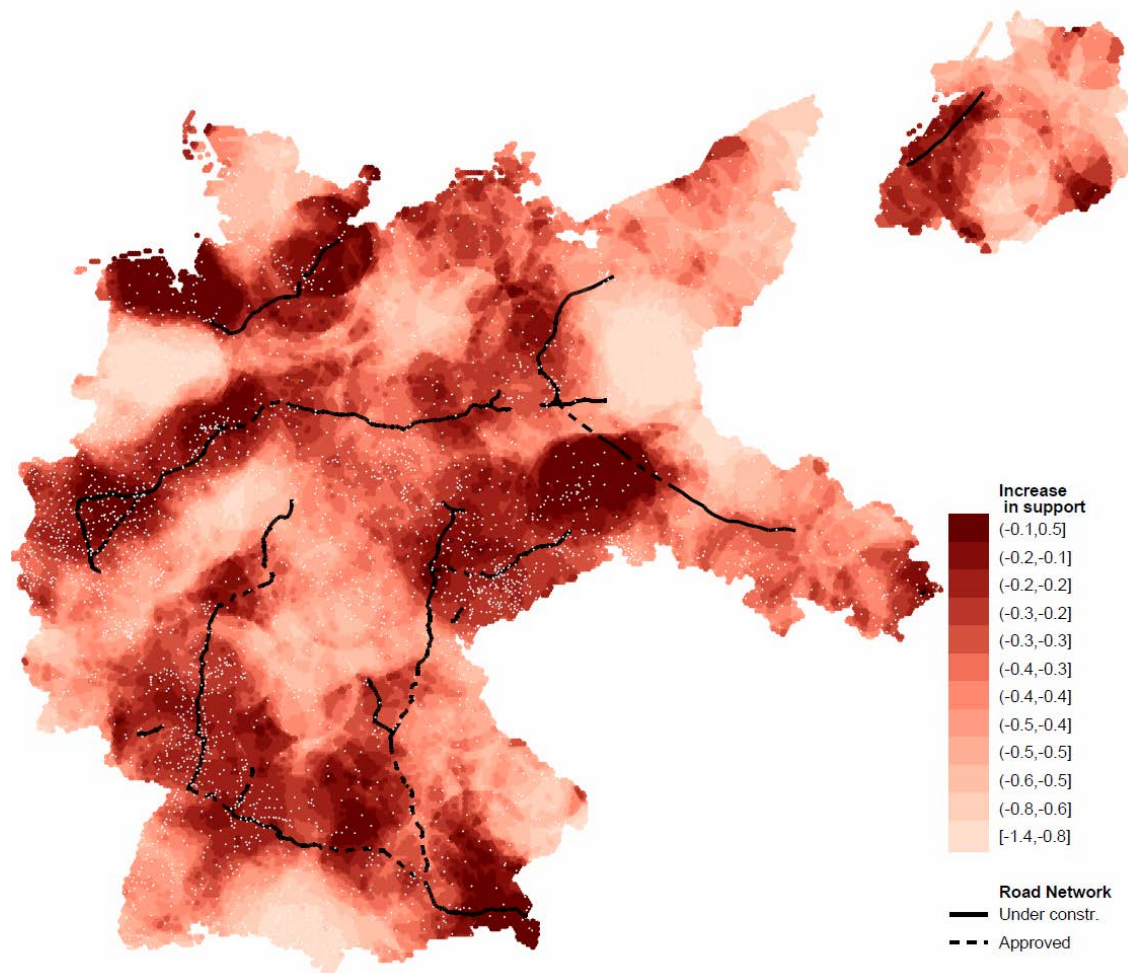 Increase
in support
(-0.1,0.5]
(-0.2,-0.1]
(-0.2,-0.2]
(-0.3,-0.2]
(-0.3,-0.3]
(-0.4,-0.3]
(-0.4,-0.4]
(-0.5,-0.4]
(-0.5,-0.5]
(-0.6,-0.5]
(-0.8,-0.6]
[-1.4,-0.8]
Road Network
Under constr.
Approved